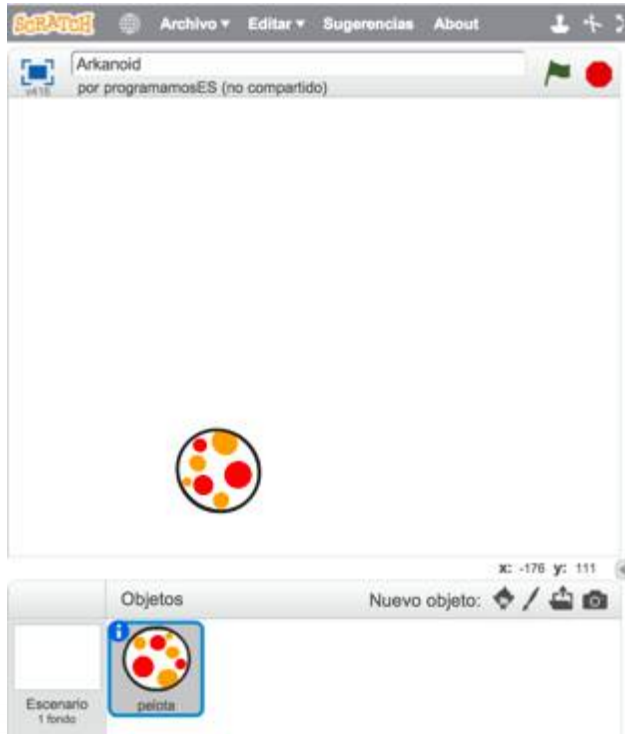 SCRATCH Archivo Editar Sugerencias About
Arkanoid
v418
por programamosES (no compartido)
x: -176 y: 111
Objetos Nuevo objeto:
Escenario
1 fondo
pelota